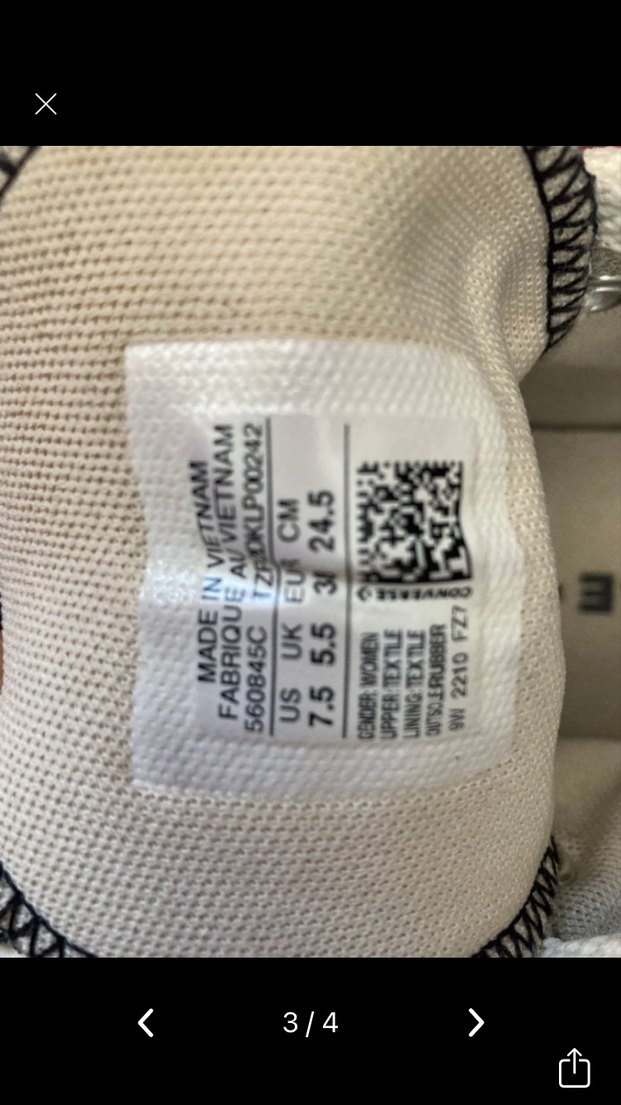 MADE IN VIETNAM
FABRIQUE AU VIETNAM
560845C
US UK EUR CM
7.5 5.5 24.5
GENDER: WOMEN
UPPER: TEXTILE
LINING: TEXTILE
OUTSOLE:RUBBER
9W 2210 FZ7
CONVERSE
3 / 4